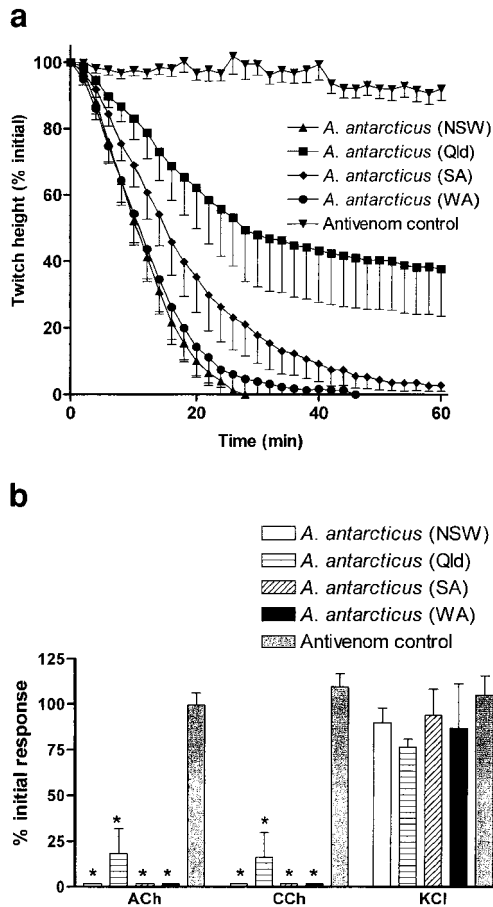 a
100
80
60
40
20
0
Twitch height (% initial)
A. antarcticus (NSW)
A. antarcticus (Qld)
A. antarcticus (SA)
A. antarcticus (WA)
Antivenom control
0
20
40
60
Time (min)
b
A. antarcticus (NSW)
A. antarcticus (Qld)
A. antarcticus (SA)
A. antarcticus (WA)
Antivenom control
125
100
75
50
25
0
% initial response
* * * *
* * * *
ACh
CCh
KCl